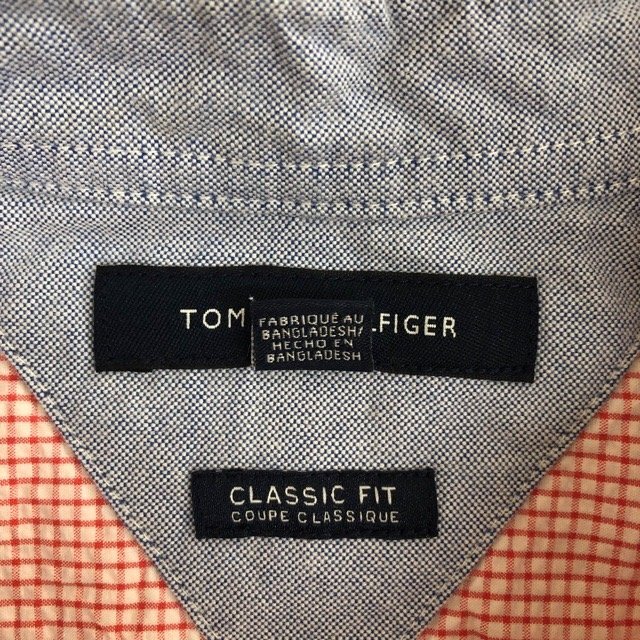 TOM FIGER
FABRIQUÉ AU
BANGLADESH/
HECHO EN
BANGLADESH
CLASSIC FIT
COUPE CLASSIQUE